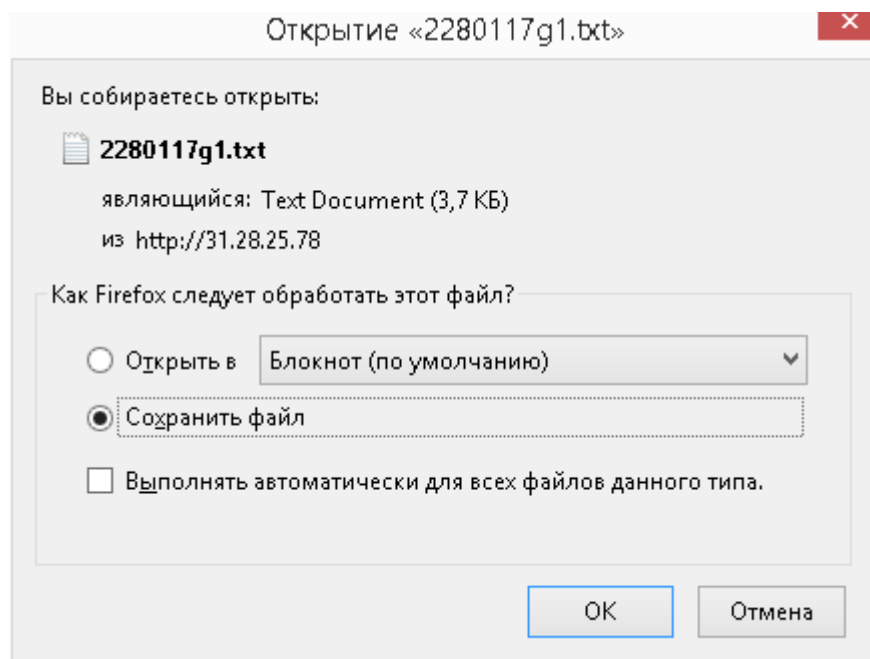 Открытие «2280117g1.txt»
Вы собираетесь открыть:
2280117g1.txt
являющийся: Text Document (3,7 КБ)
из http://31.28.25.78
Как Firefox следует обработать этот файл?
Открыть в Блокнот (по умолчанию)
Сохранить файл
Выполнять автоматически для всех файлов данного типа.
OK Отмена